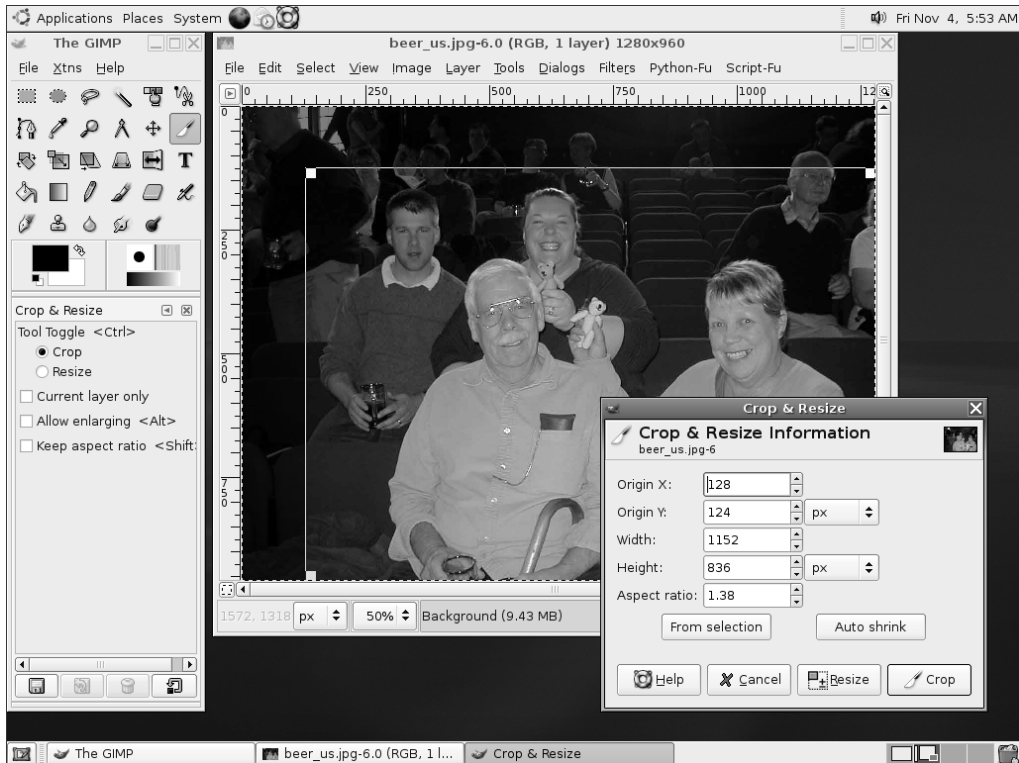 Applications Places System
Fri Nov 4, 5:53 AM
The GIMP
File Xtns Help
Crop & Resize
Tool Toggle <Ctrl>
Crop
Resize
Current layer only
Allow enlarging <Alt>
Keep aspect ratio <Shift
beer_us.jpg-6.0 (RGB, 1 layer) 1280x960
File Edit Select View Image Layer Tools Dialogs Filters Python-Fu Script-Fu
0 250 500 750 1000 12
0
250
500
750
1572, 1318 px 50% Background (9.43 MB)
Crop & Resize
Crop & Resize Information
beer_us.jpg-6
Origin X: 128
Origin Y: 124 px
Width: 1152
Height: 836 px
Aspect ratio: 1.38
From selection Auto shrink
Help Cancel Resize Crop
The GIMP beer_us.jpg-6.0 (RGB, 1 l... Crop & Resize